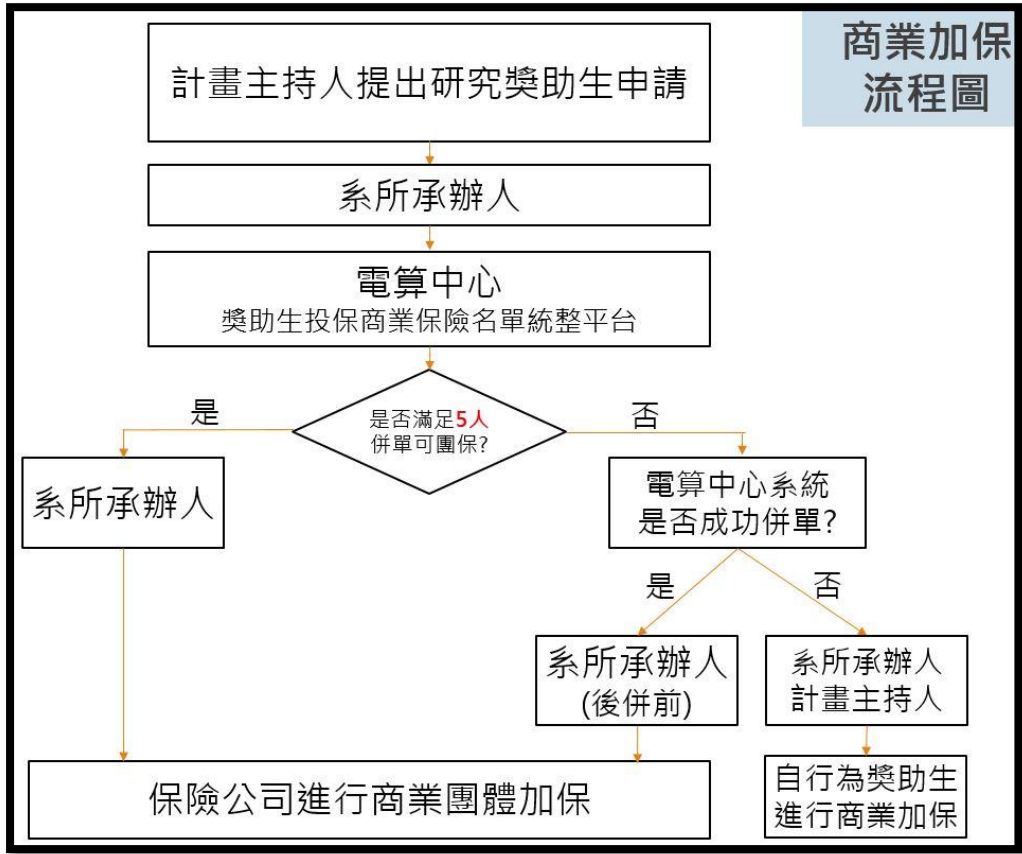 商業加保
流程圖
計畫主持人提出研究獎助生申請
系所承辦人
電算中心
獎助生投保商業保險名單統整平台
是否滿足5人
併單可團保?
是
否
系所承辦人
電算中心系統
是否成功併單?
是
否
系所承辦人
(後併前)
系所承辦人
計畫主持人
保險公司進行商業團體加保
自行為獎助生
進行商業加保